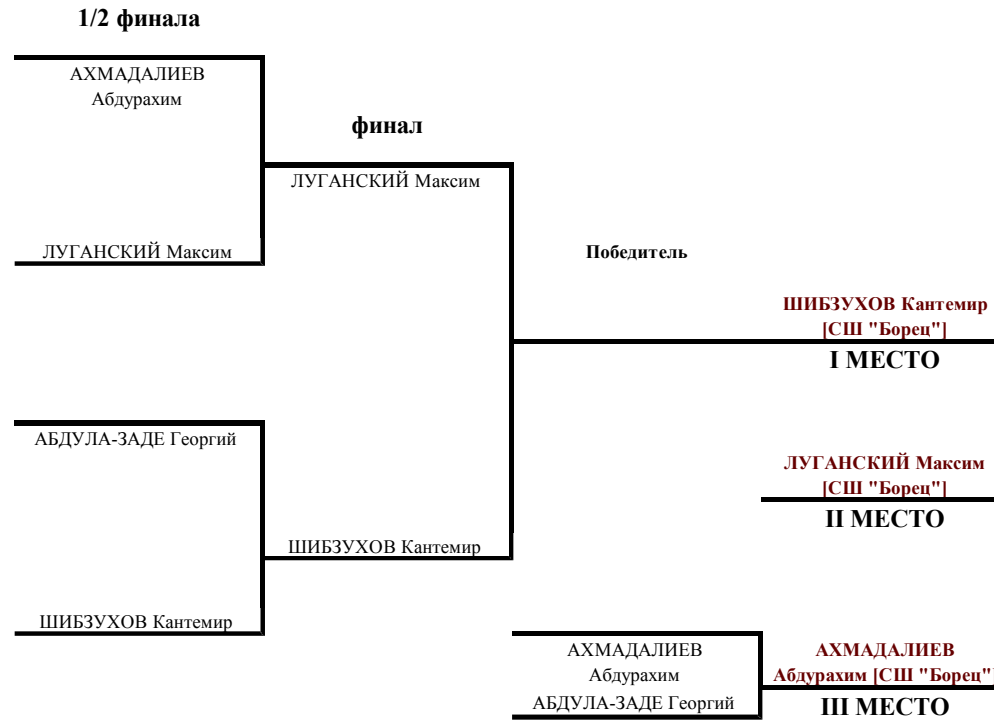 1/2 финала
АХМАДАЛИЕВ
Абдурахим
финал
ЛУГАНСКИЙ Максим
ЛУГАНСКИЙ Максим
Победитель
ШИБЗУХОВ Кантемир
[СШ "Борец"]
I МЕСТО
АБДУЛА-ЗАДЕ Георгий
ЛУГАНСКИЙ Максим
[СШ "Борец"]
II МЕСТО
ШИБЗУХОВ Кантемир
ШИБЗУХОВ Кантемир
АХМАДАЛИЕВ
Абдурахим
АБДУЛА-ЗАДЕ Георгий
АХМАДАЛИЕВ
Абдурахим [СШ "Борец"]
III МЕСТО